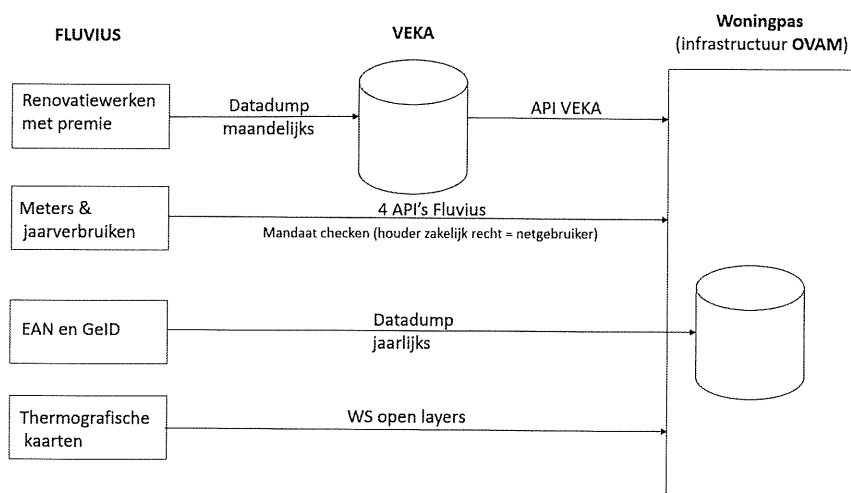 FLUVIUS
VEKA
Woningpas
(infrastructuur OVAM)
Renovatiewerken
met premie
Datadump
maandelijks
API VEKA
Meters &
jaarverbruiken
4 API's Fluvius
Mandaat checken (houder zakelijk recht = netgebruiker)
EAN en GeID
Datadump
jaarlijks
Thermografische
kaarten
WS open layers